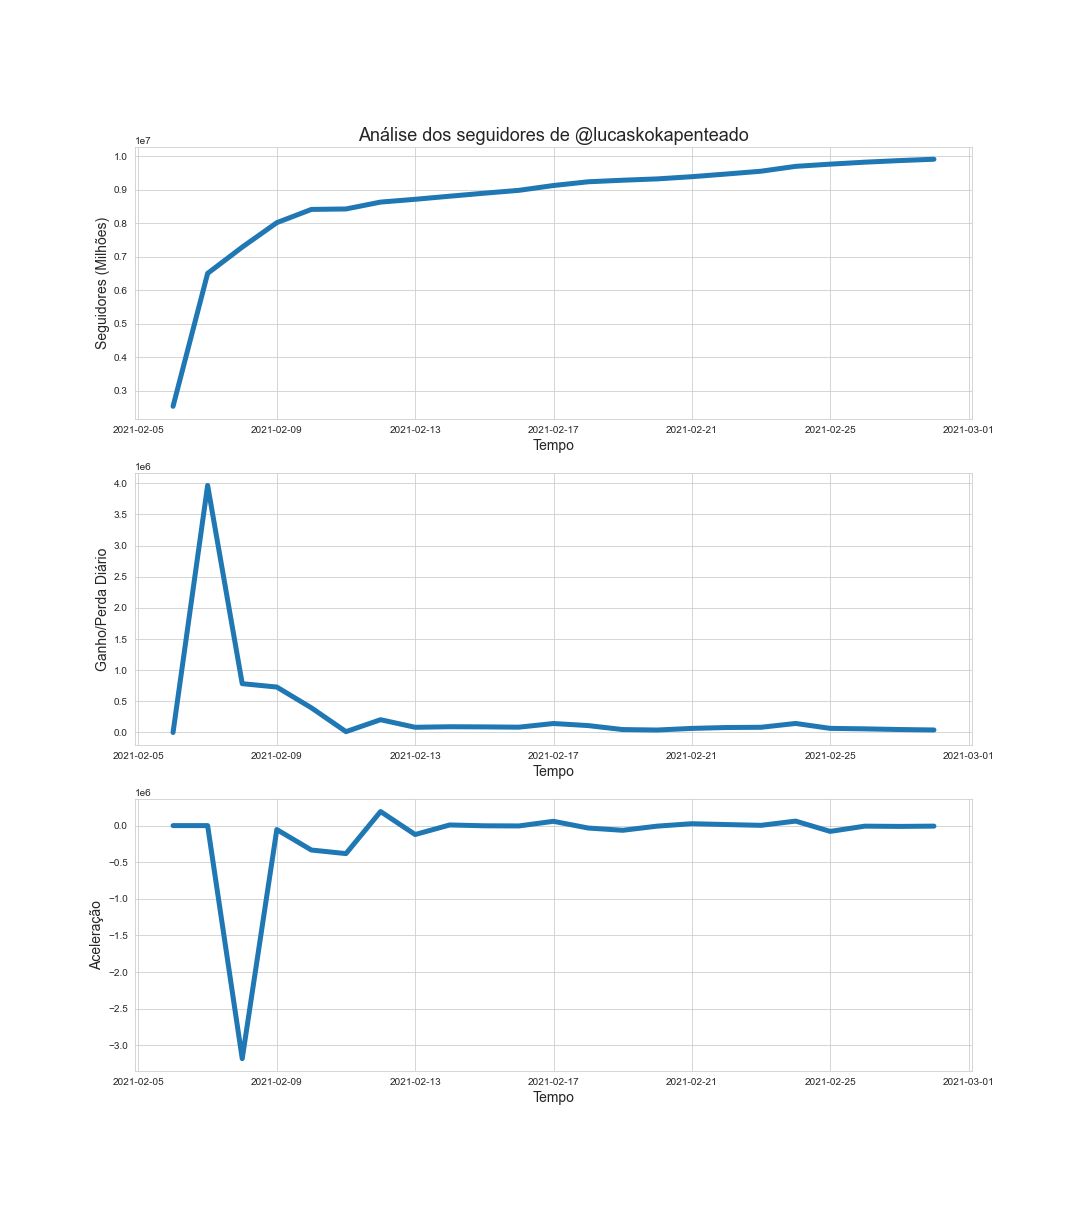 Análise dos seguidores de @lucaskokapenteado
1e7
1.0
0.9
0.8
0.7
0.6
0.5
0.4
0.3
Seguidores (Milhões)
2021-02-05 2021-02-09 2021-02-13 2021-02-17 2021-02-21 2021-02-25 2021-03-01
Tempo
1e6
4.0
3.5
3.0
2.5
2.0
1.5
1.0
0.5
0.0
Ganho/Perda Diário
2021-02-05 2021-02-09 2021-02-13 2021-02-17 2021-02-21 2021-02-25 2021-03-01
Tempo
1e6
0.0
−0.5
−1.0
−1.5
−2.0
−2.5
−3.0
Aceleração
2021-02-05 2021-02-09 2021-02-13 2021-02-17 2021-02-21 2021-02-25 2021-03-01
Tempo